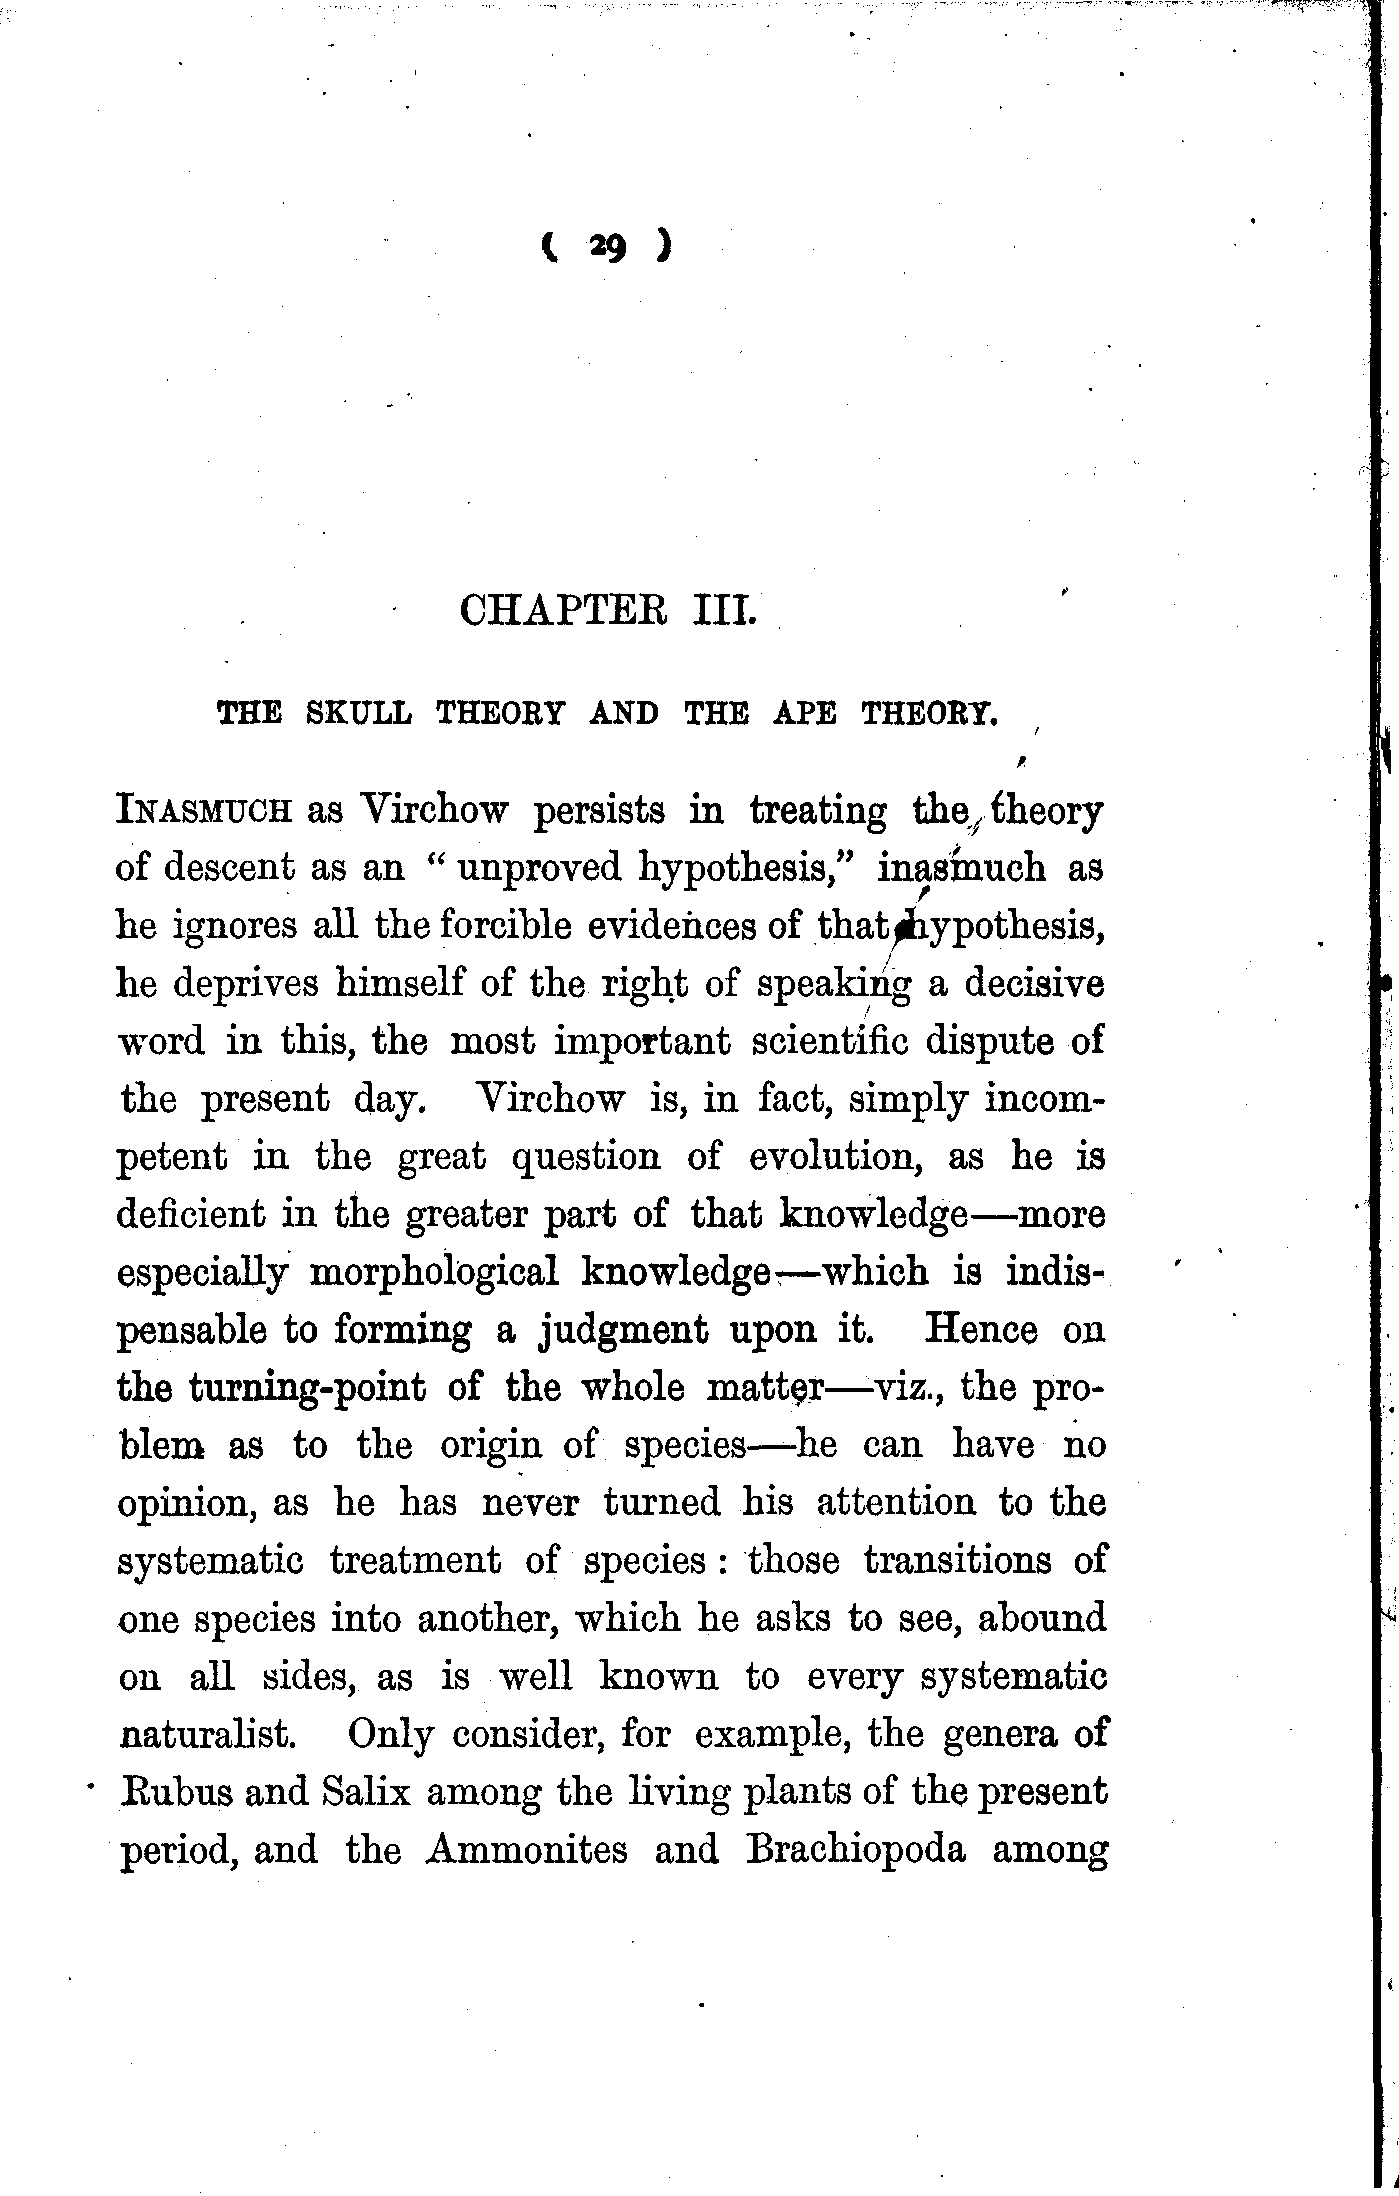 ( 29 )
CHAPTER III.
THE SKULL THEORY AND THE APE THEORY.
INASMUCH as Virchow persists in treating the theory
of descent as an “ unproved hypothesis,” inasmuch as
he ignores all the forcible evidences of that hypothesis,
he deprives himself of the right of speaking a decisive
word in this, the most important scientific dispute of
the present day. Virchow is, in fact, simply incom-
petent in the great question of evolution, as he is
deficient in the greater part of that knowledge—more
especially morphological knowledge—which is indis-
pensable to forming a judgment upon it. Hence on
the turning-point of the whole matter—viz., the pro-
blem as to the origin of species—he can have no
opinion, as he has never turned his attention to the
systematic treatment of species : those transitions of
one species into another, which he asks to see, abound
on all sides, as is well known to every systematic
naturalist. Only consider, for example, the genera of
Rubus and Salix among the living plants of the present
period, and the Ammonites and Brachiopoda among